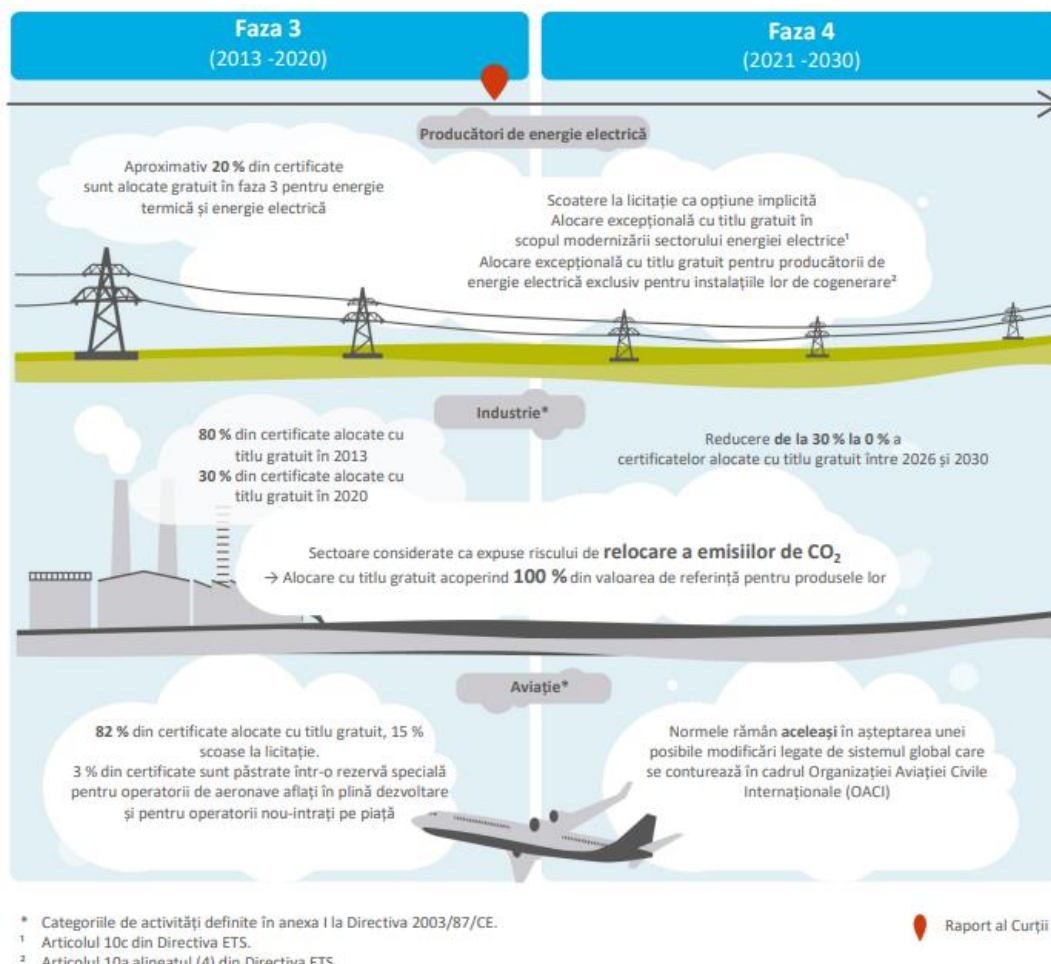 Faza 3
(2013 -2020)
Faza 4
(2021 -2030)
Producători de energie electrică
Aproximativ 20 % din certificate
sunt alocate gratuit în faza 3 pentru energie
termică și energie electrică
Scoatere la licitație ca opțiune implicită
Alocare excepțională cu titlu gratuit în
scopul modernizării sectorului energiei electrice¹
Alocare excepțională cu titlu gratuit pentru producătorii de
energie electrică exclusiv pentru instalațiile lor de cogenerare²
Industrie*
80 % din certificate alocate cu
titlu gratuit în 2013
30 % din certificate alocate cu
titlu gratuit în 2020
Reducere de la 30 % la 0 % a
certificatelor alocate cu titlu gratuit între 2026 și 2030
Sectoare considerate ca expuse riscului de relocare a emisiilor de CO₂
→ Alocare cu titlu gratuit acoperind 100 % din valoarea de referință pentru produsele lor
Aviație*
82 % din certificate alocate cu titlu gratuit, 15 %
scoase la licitație.
3 % din certificate sunt păstrate într-o rezervă specială
pentru operatorii de aeronave aflați în plină dezvoltare
și pentru operatorii nou-intrați pe piață
Normele rămân aceleași în așteptarea unei
posibile modificări legate de sistemul global care
se conturează în cadrul Organizației Aviației Civile
Internaționale (OACI)
* Categoriile de activități definite în anexa I la Directiva 2003/87/CE.
¹ Articolul 10c din Directiva ETS.
² Articolul 10a alineatul (4) din Directiva ETS
Raport al Curții